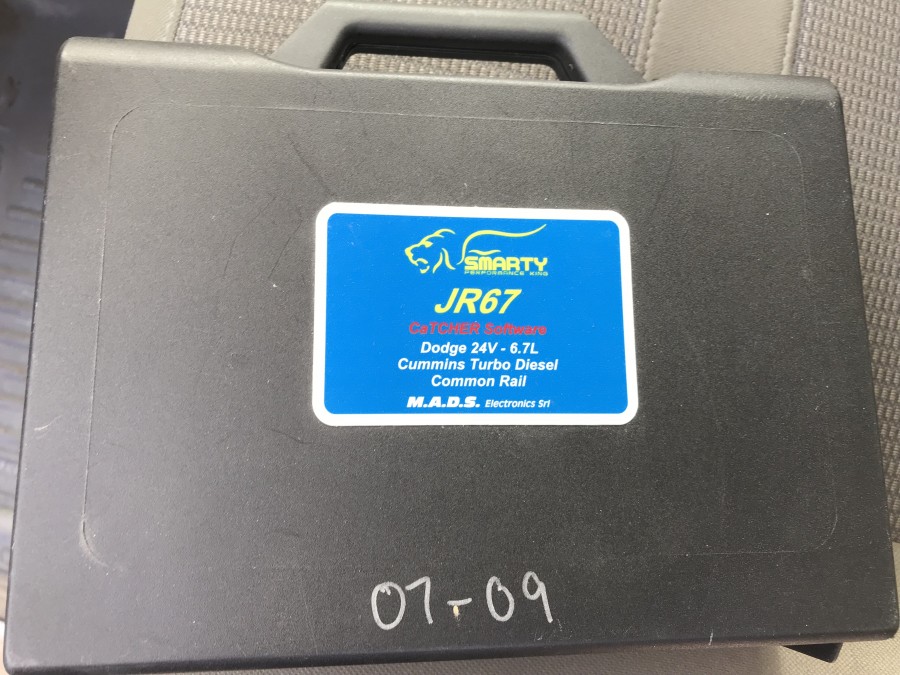 SMARTY
PERFORMANCE KING
JR67
CaTCHER Software
Dodge 24V - 6.7L
Cummins Turbo Diesel
Common Rail
M.A.D.S. Electronics Srl
07-09